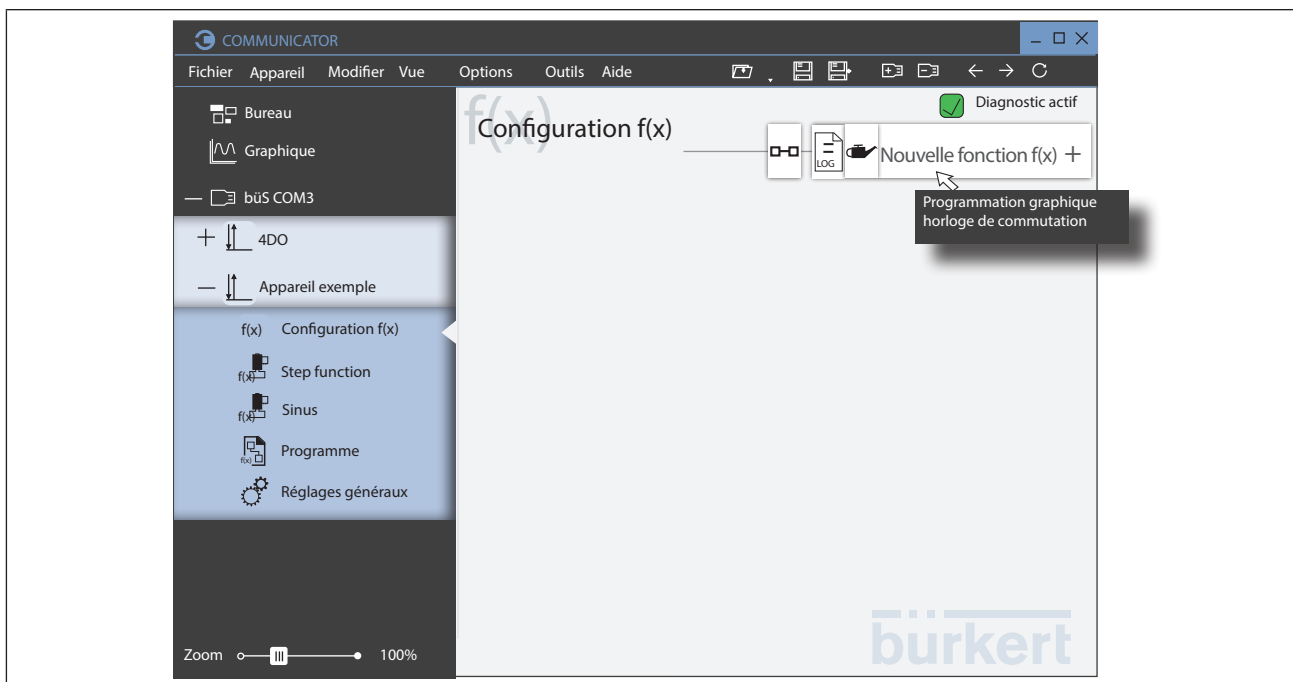 COMMUNICATOR
Fichier Appareil Modifier Vue Options Outils Aide
Bureau
Graphique
büS COM3
4DO
Appareil exemple
f(x) Configuration f(x)
f(x) Step function
f(x) Sinus
f(x) Programme
Réglages généraux
Zoom 100%
f(x)
Configuration f(x)
Diagnostic actif
LOG
Nouvelle fonction f(x) +
Programmation graphique
horloge de commutation
burkert